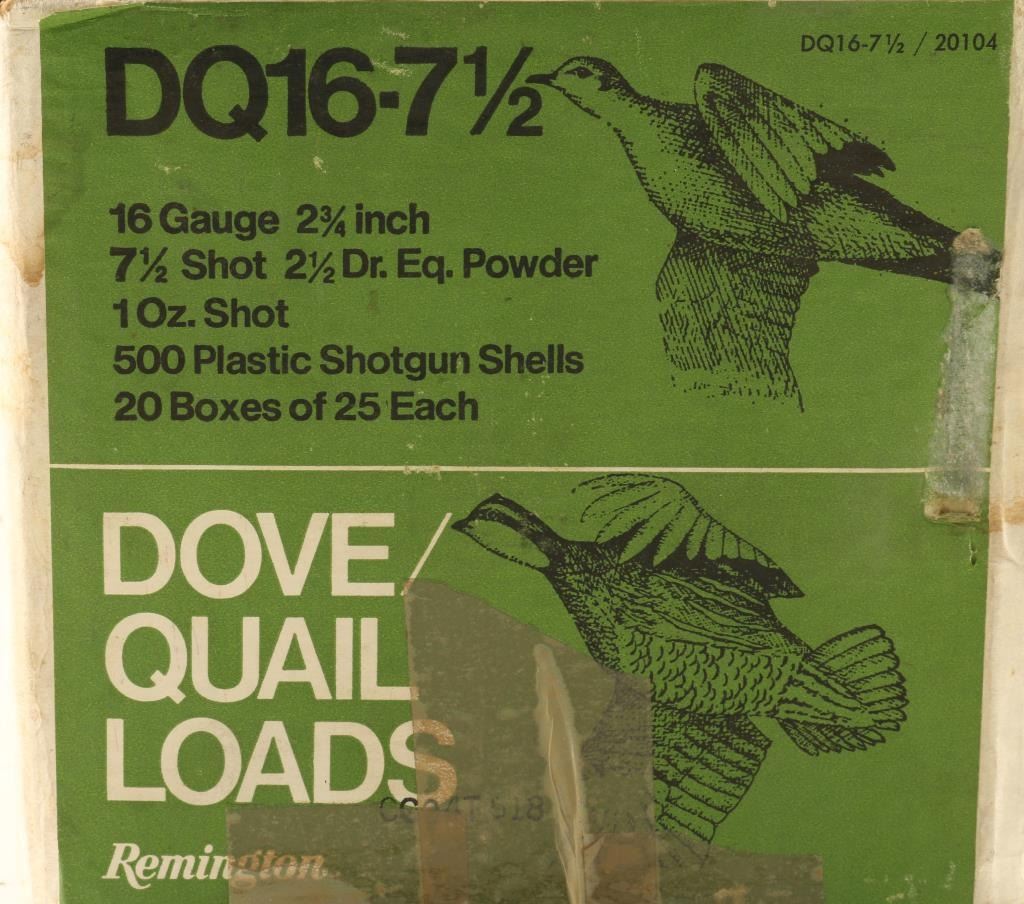 DQ16-7½
DQ16-7½ / 20104
16 Gauge 2¾ inch
7½ Shot 2½ Dr. Eq. Powder
1 Oz. Shot
500 Plastic Shotgun Shells
20 Boxes of 25 Each
DOVE/
QUAIL
LOADS
Remington